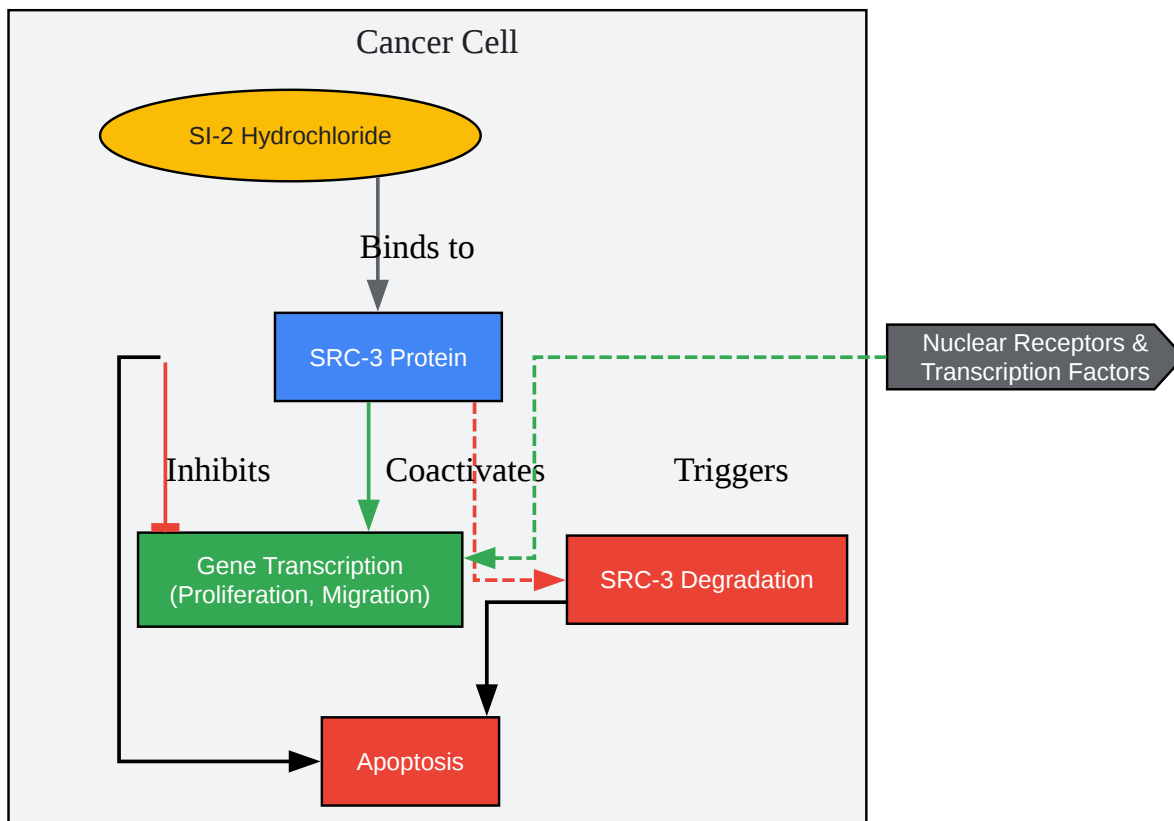 Cancer Cell
SI-2 Hydrochloride
Binds to
SRC-3 Protein
Nuclear Receptors &
Transcription Factors
Inhibits
Coactivates
Triggers
Gene Transcription
(Proliferation, Migration)
SRC-3 Degradation
Apoptosis